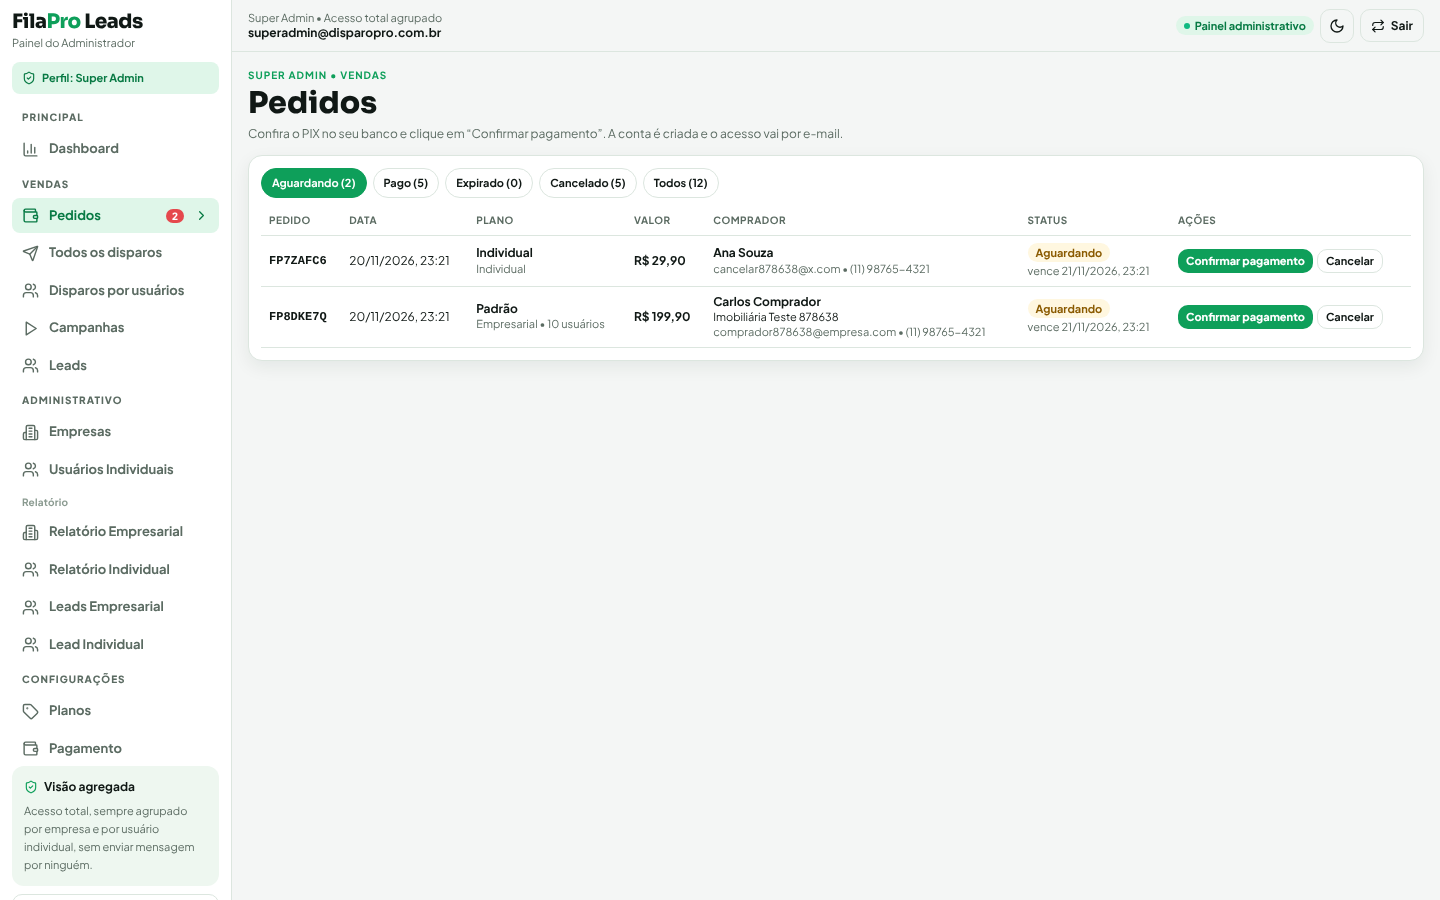 FilaPro Leads
Painel do Administrador
Perfil: Super Admin
PRINCIPAL
Dashboard
VENDAS
Pedidos 2
Todos os disparos
Disparos por usuários
Campanhas
Leads
ADMINISTRATIVO
Empresas
Usuários Individuais
Relatório
Relatório Empresarial
Relatório Individual
Leads Empresarial
Lead Individual
CONFIGURAÇÕES
Planos
Pagamento
Visão agregada
Acesso total, sempre agrupado
por empresa e por usuário
individual, sem enviar mensagem
por ninguém.
Super Admin • Acesso total agrupado
superadmin@disparopro.com.br
Painel administrativo
Sair
SUPER ADMIN • VENDAS
Pedidos
Confira o PIX no seu banco e clique em “Confirmar pagamento”. A conta é criada e o acesso vai por e-mail.
Aguardando (2) Pago (5) Expirado (0) Cancelado (5) Todos (12)
PEDIDO DATA PLANO VALOR COMPRADOR STATUS AÇÕES
FP7ZAFC6 20/11/2026, 23:21 Individual R$ 29,90 Ana Souza Aguardando Confirmar pagamento Cancelar
Individual cancelar878638@x.com • (11) 98765-4321 vence 21/11/2026, 23:21
FP8DKE7Q 20/11/2026, 23:21 Padrão R$ 199,90 Carlos Comprador Aguardando Confirmar pagamento Cancelar
Imobiliária Teste 878638
Empresarial • 10 usuários comprador878638@empresa.com • (11) 98765-4321 vence 21/11/2026, 23:21